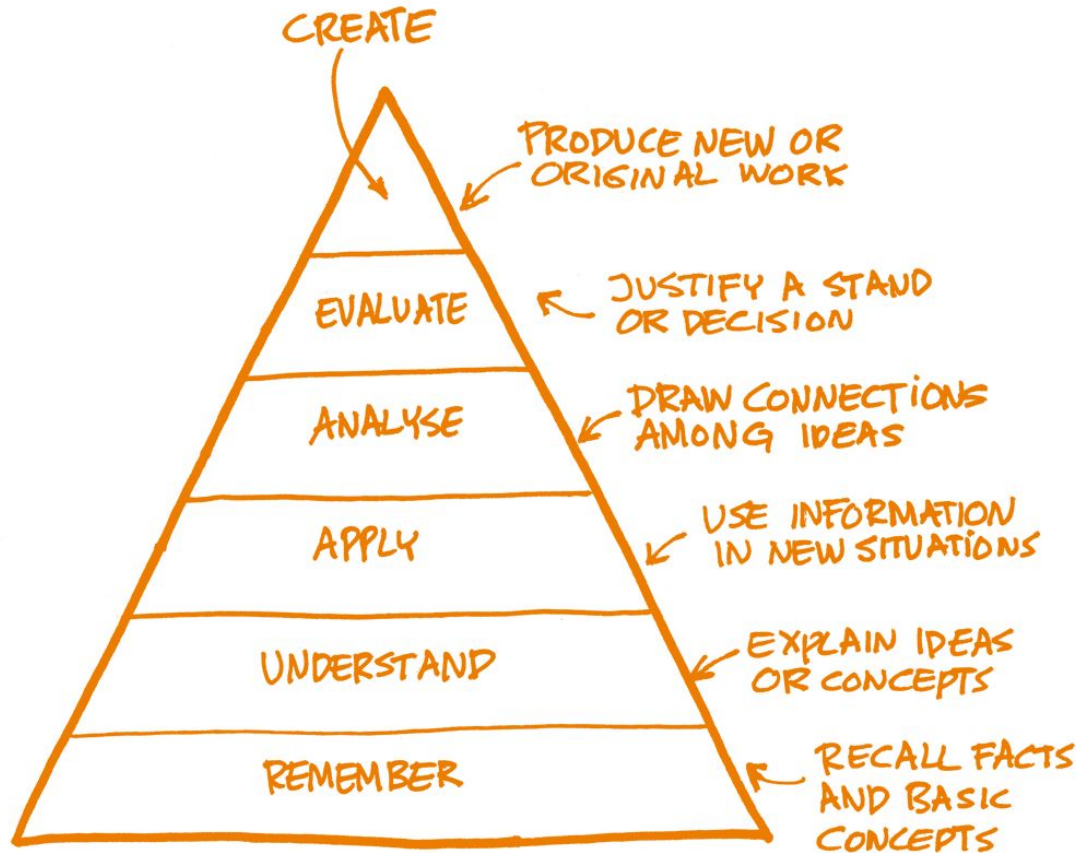 CREATE
PRODUCE NEW OR
ORIGINAL WORK
EVALUATE
JUSTIFY A STAND
OR DECISION
ANALYSE
DRAW CONNECTIONS
AMONG IDEAS
APPLY
USE INFORMATION
IN NEW SITUATIONS
UNDERSTAND
EXPLAIN IDEAS
OR CONCEPTS
REMEMBER
RECALL FACTS
AND BASIC
CONCEPTS